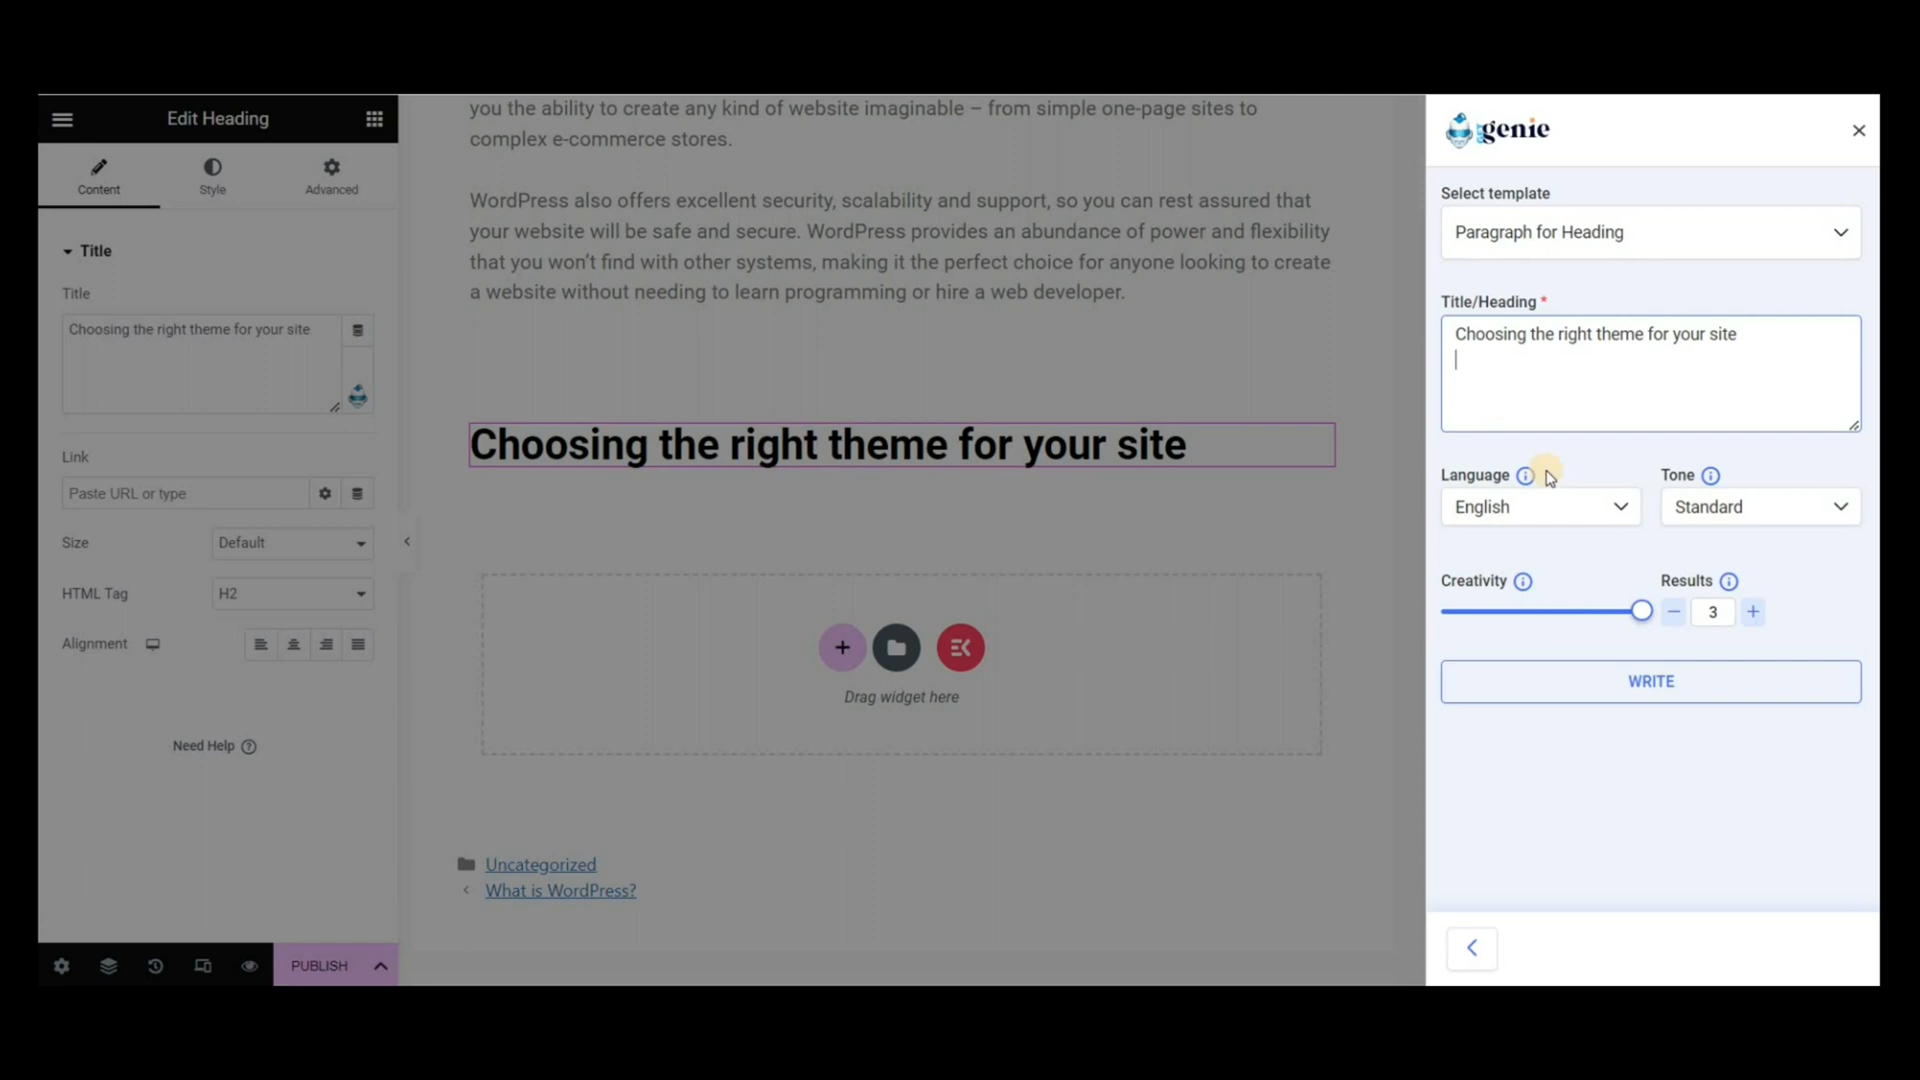 Edit Heading
Content
Style
Advanced
Title
Title
Choosing the right theme for your site
Link
Paste URL or type
Size
Default
HTML Tag
H2
Alignment
Need Help
PUBLISH
you the ability to create any kind of website imaginable – from simple one-page sites to
complex e-commerce stores.
WordPress also offers excellent security, scalability and support, so you can rest assured that
your website will be safe and secure. WordPress provides an abundance of power and flexibility
that you won't find with other systems, making it the perfect choice for anyone looking to create
a website without needing to learn programming or hire a web developer.
Choosing the right theme for your site
Drag widget here
Uncategorized
What is WordPress?
genie
Select template
Paragraph for Heading
Title/Heading *
Choosing the right theme for your site
Language
Tone
English
Standard
Creativity
Results
3
WRITE